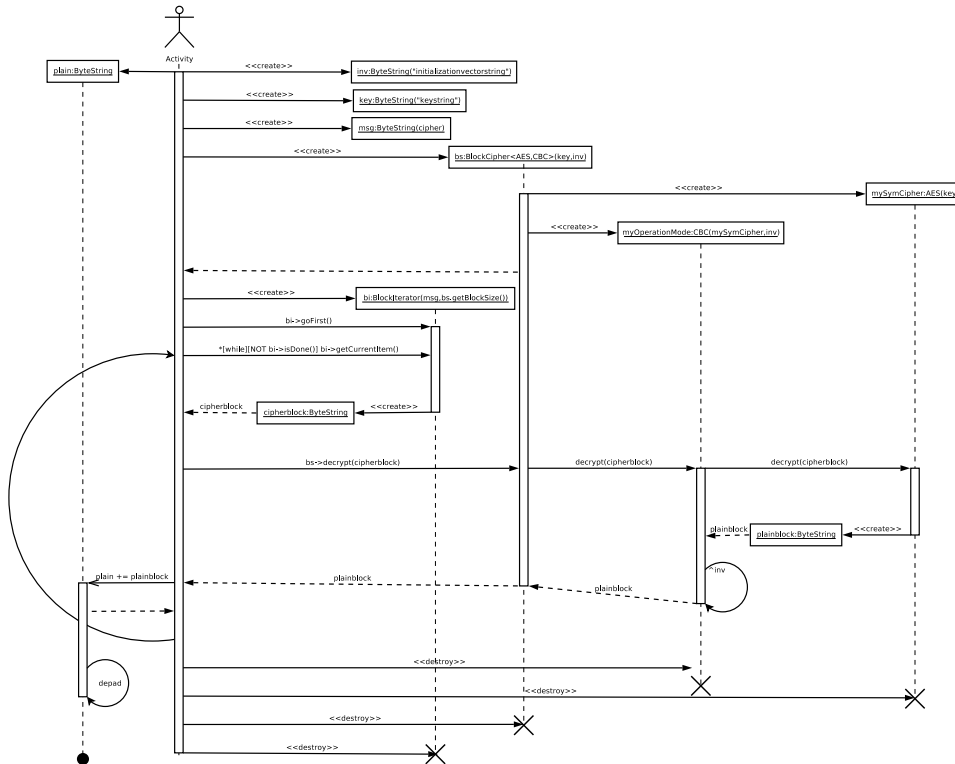 Activity
plain:ByteString
<<create>>
inv:ByteString("initializationvectorstring")
<<create>>
key:ByteString("keystring")
<<create>>
msg:ByteString(cipher)
<<create>>
bs:BlockCipher<AES,CBC>(key,inv)
<<create>>
mySymCipher:AES(key
<<create>>
myOperationMode:CBC(mySymCipher,inv)
<<create>>
bi:BlockIterator(msg,bs.getBlockSize())
bi->goFirst()
*[while][NOT bi->isDone()] bi->getCurrentItem()
cipherblock
cipherblock:ByteString
<<create>>
bs->decrypt(cipherblock)
decrypt(cipherblock)
decrypt(cipherblock)
plainblock
plainblock:ByteString
<<create>>
^inv
plain += plainblock
plainblock
plainblock
<<destroy>>
depad
<<destroy>>
<<destroy>>
<<destroy>>